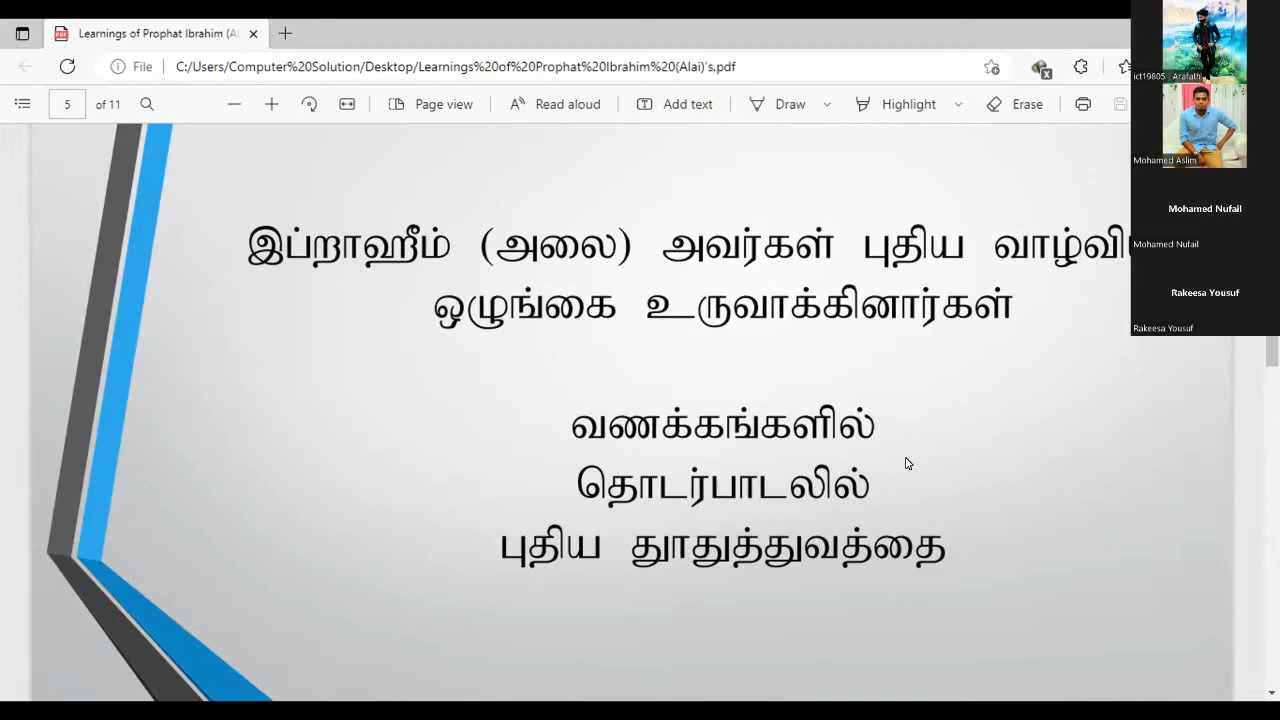 Learnings of Prophat Ibrahim (Al
File C:/Users/Computer%20Solution/Desktop/Learnings%20of%20Prophat%20Ibrahim%20(Alai)'s.pdf
5 of 11 Page view Read aloud Add text Draw Highlight Erase
இப்றாஹீம் (அலை) அவர்கள் புதிய
ஒழுங்கை உருவாக்கினார்கள்
வணக்கங்களில்
தொடர்பாடலில்
புதிய தூதுத்துவத்தை
ict19805 | Arafath
Mohamed Aslim
Mohamed Nufail
Mohamed Nufail
Rakeesa Yousuf
Rakeesa Yousuf